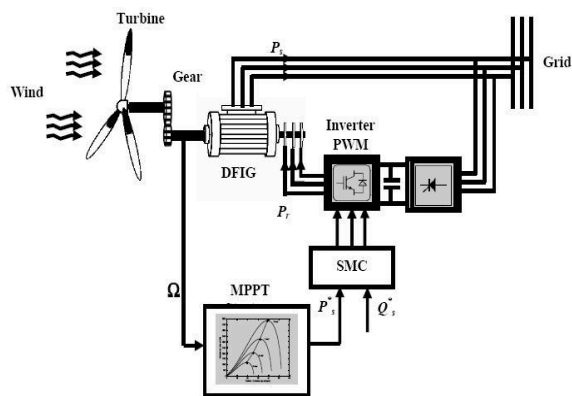 Turbine
Wind
Gear
DFIG
Ps
Grid
Inverter
PWM
Pr
SMC
Ω
MPPT
P*s
Q*s